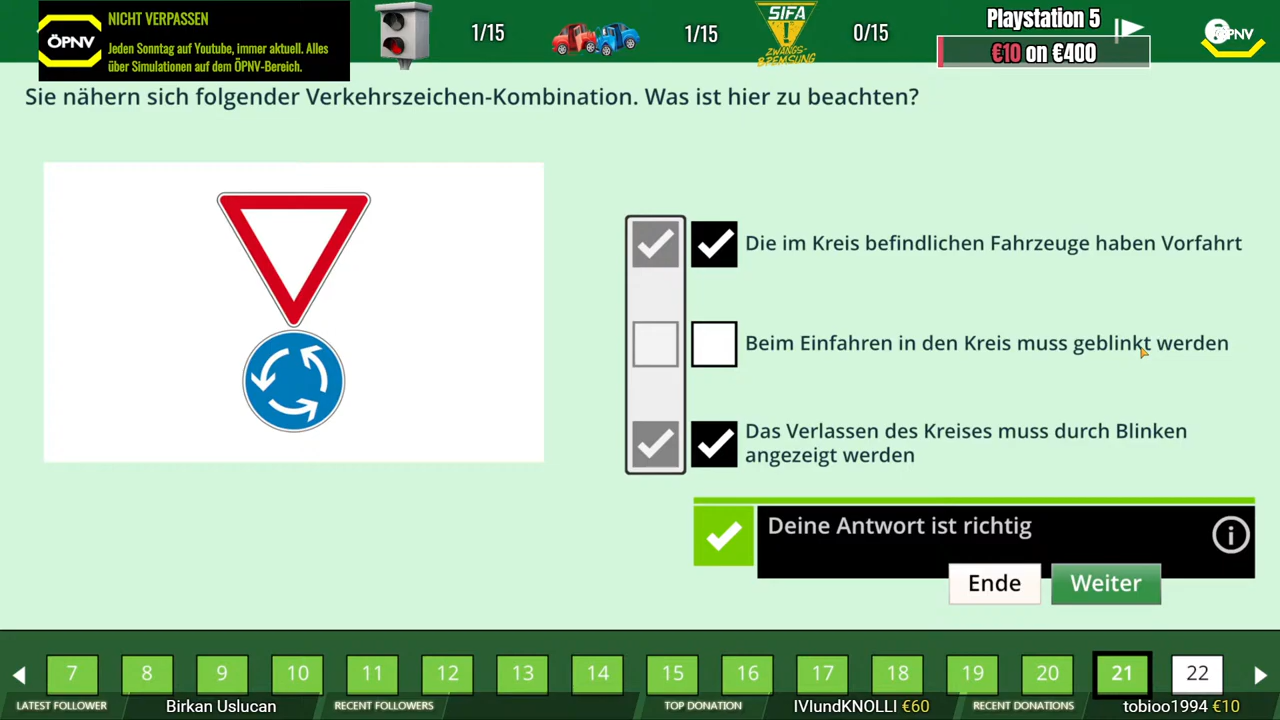 NICHT VERPASSEN
Jeden Sonntag auf Youtube, immer aktuell. Alles
über Simulationen auf dem ÖPNV-Bereich.
ÖPNV
1/15
1/15
SIFA
ZWANGS-
BREMSUNG
0/15
Playstation 5
€10 on €400
ÖPNV
Sie nähern sich folgender Verkehrszeichen-Kombination. Was ist hier zu beachten?
Die im Kreis befindlichen Fahrzeuge haben Vorfahrt
Beim Einfahren in den Kreis muss geblinkt werden
Das Verlassen des Kreises muss durch Blinken
angezeigt werden
Deine Antwort ist richtig
i
Ende
Weiter
7 8 9 10 11 12 13 14 15 16 17 18 19 20 21 22
LATEST FOLLOWER Birkan Uslucan RECENT FOLLOWERS TOP DONATION IVIundKNOLLI €60 RECENT DONATIONS tobioo1994 €10